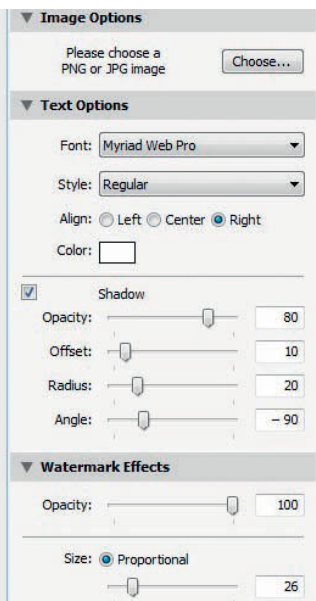 Image Options
Please choose a
PNG or JPG image
Choose...
Text Options
Font: Myriad Web Pro
Style: Regular
Align: Left Center Right
Color:
Shadow
Opacity: 80
Offset: 10
Radius: 20
Angle: – 90
Watermark Effects
Opacity: 100
Size: Proportional
26